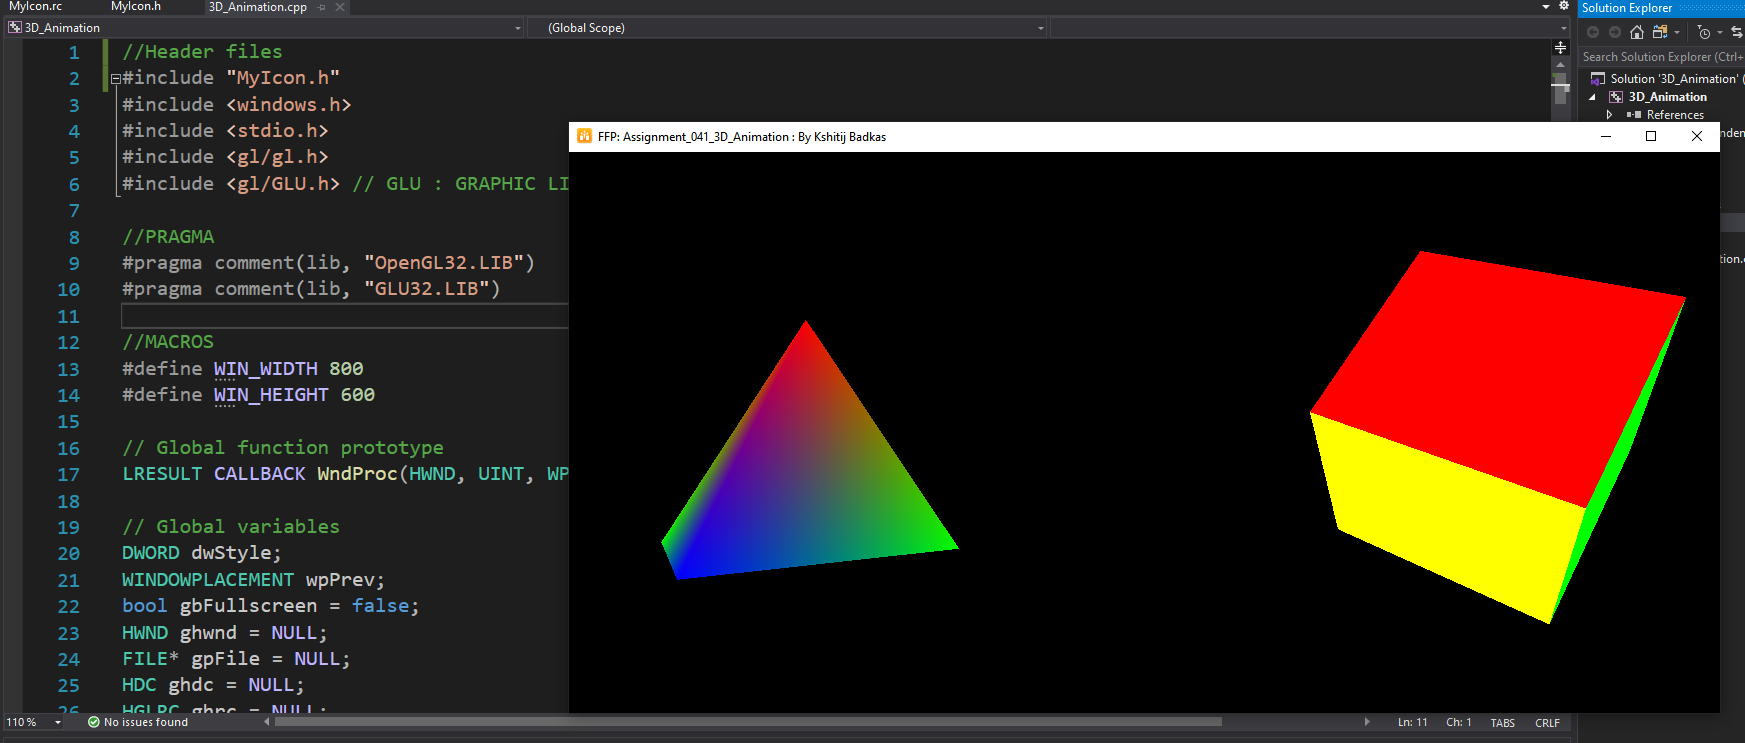 MyIcon.rc MyIcon.h 3D_Animation.cpp
3D_Animation (Global Scope)
1 //Header files
2 #include "MyIcon.h"
3 #include <windows.h>
4 #include <stdio.h>
5 #include <gl/gl.h>
6 #include <gl/GLU.h> // GLU : GRAPHIC LI
7
8 //PRAGMA
9 #pragma comment(lib, "OpenGL32.LIB")
10 #pragma comment(lib, "GLU32.LIB")
11
12 //MACROS
13 #define WIN_WIDTH 800
14 #define WIN_HEIGHT 600
15
16 // Global function prototype
17 LRESULT CALLBACK WndProc(HWND, UINT, WP
18
19 // Global variables
20 DWORD dwStyle;
21 WINDOWPLACEMENT wpPrev;
22 bool gbFullscreen = false;
23 HWND ghwnd = NULL;
24 FILE* gpFile = NULL;
25 HDC ghdc = NULL;
26 HGLRC ghrc = NULL;
110 % No issues found Ln: 11 Ch: 1 TABS CRLF
FFP: Assignment_041_3D_Animation : By Kshitij Badkas
Solution Explorer
Search Solution Explorer (Ctrl+
Solution '3D_Animation' (
3D_Animation
References
nden
tion.